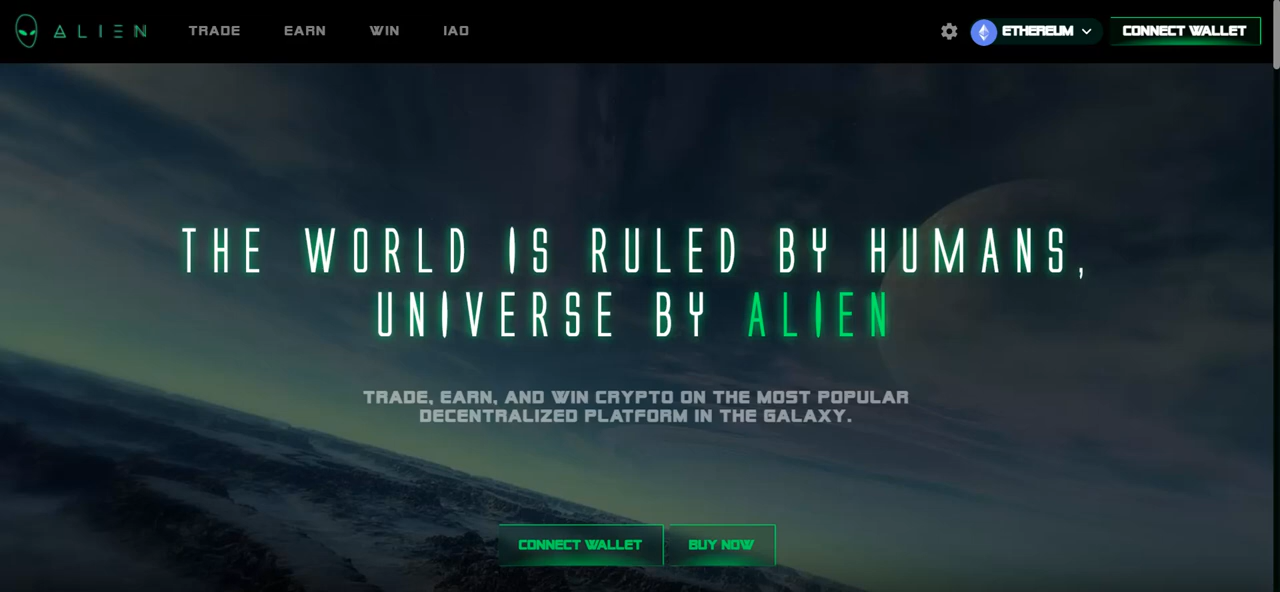 ALIEN
TRADE
EARN
WIN
IAO
ETHEREUM
CONNECT WALLET
THE WORLD IS RULED BY HUMANS,
UNIVERSE BY ALIEN
TRADE, EARN, AND WIN CRYPTO ON THE MOST POPULAR
DECENTRALIZED PLATFORM IN THE GALAXY.
CONNECT WALLET
BUY NOW